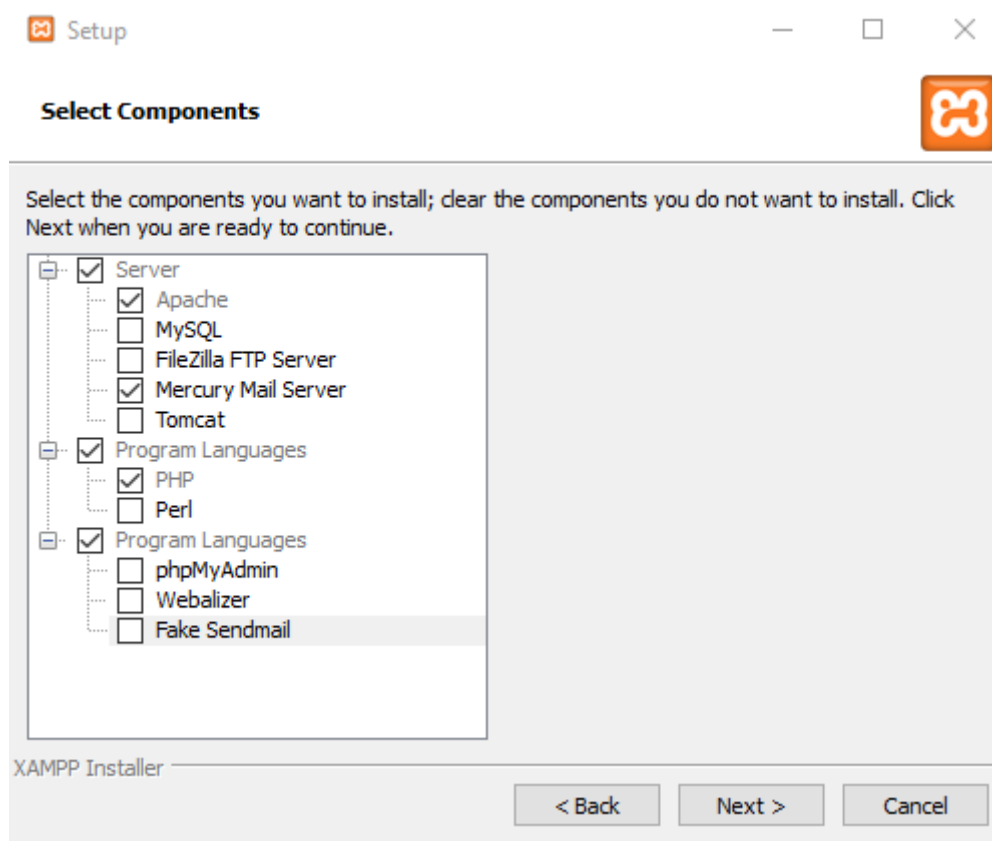 Setup
Select Components
Select the components you want to install; clear the components you do not want to install. Click
Next when you are ready to continue.
Server
Apache
MySQL
FileZilla FTP Server
Mercury Mail Server
Tomcat
Program Languages
PHP
Perl
Program Languages
phpMyAdmin
Webalizer
Fake Sendmail
XAMPP Installer
< Back Next > Cancel